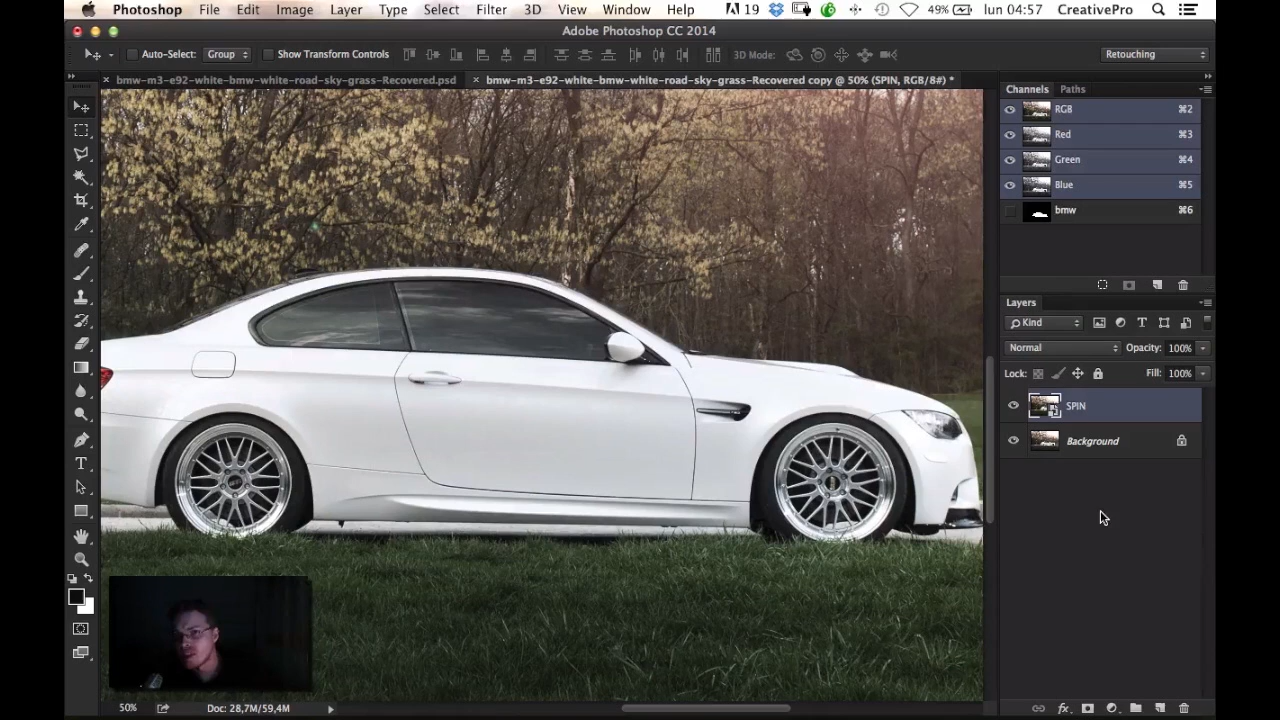 Photoshop File Edit Image Layer Type Select Filter 3D View Window Help 19 49% lun 04:57 CreativePro
Adobe Photoshop CC 2014
Auto-Select: Group Show Transform Controls 3D Mode: Retouching
× bmw-m3-e92-white-bmw-white-road-sky-grass-Recovered.psd × bmw-m3-e92-white-bmw-white-road-sky-grass-Recovered copy @ 50% (SPIN, RGB/8#) *
Channels Paths
RGB ⌘2
Red ⌘3
Green ⌘4
Blue ⌘5
bmw ⌘6
Layers
Kind
Normal Opacity: 100%
Lock: Fill: 100%
SPIN
Background
50% Doc: 28,7M/59,4M